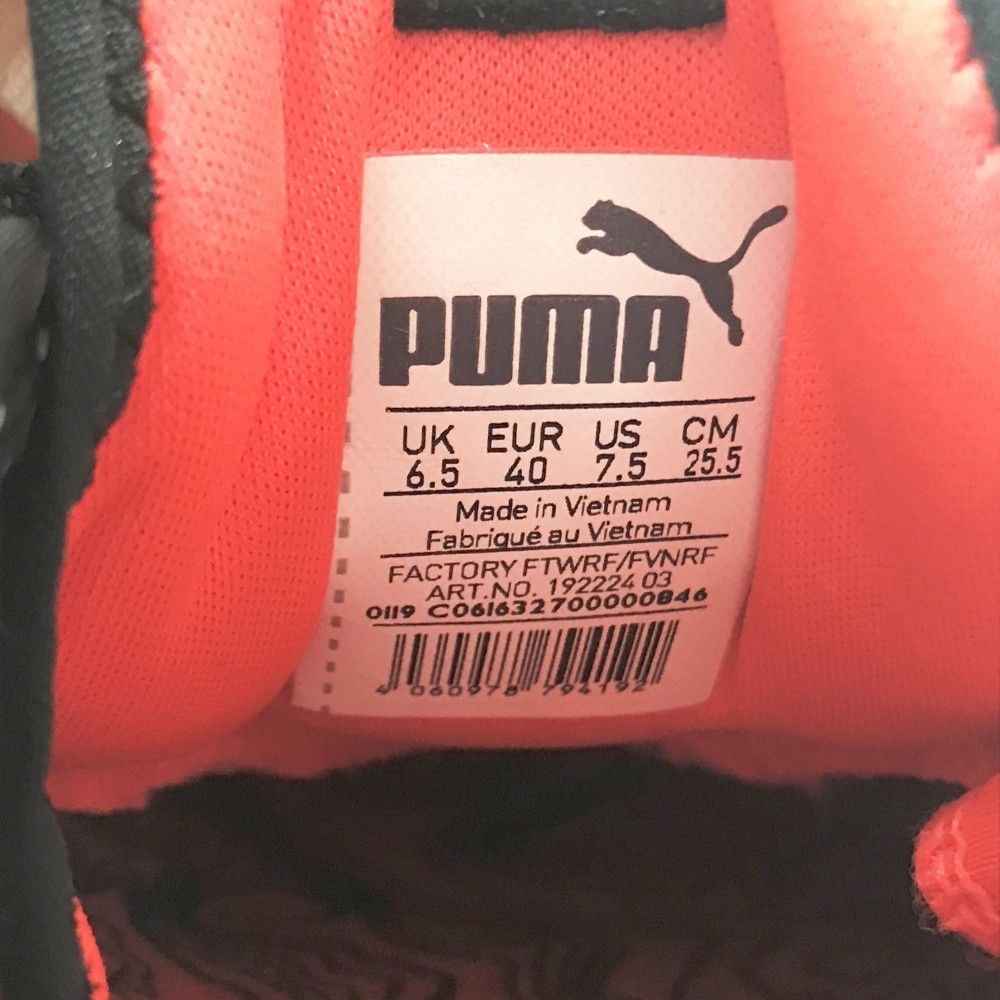 PUMA
UK EUR US CM
6.5 40 7.5 25.5
Made in Vietnam
Fabriqué au Vietnam
FACTORY FTWRF/FVNRF
ART.NO. 192224 03
0119 C061632700000846
4 060978 794192